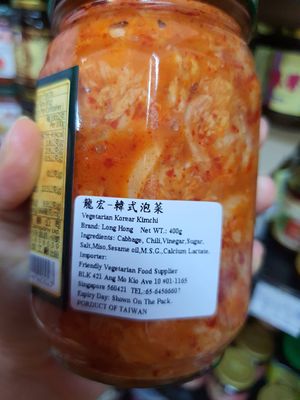 龍宏-韓式泡菜
Vegetarian Korear Kimchi
Brand: Long Hong Net WT.: 400g
Ingredients: Cabbage, Chili,Vinegar,Sugar,
Salt,Miso,Sesame oil,M.S.G.,Calcium Lactate.
Importer:
Friendly Vegetarian Food Supplier
BLK 421 Ang Mo Kio Ave 10 #01-1165
Singapore 560421 TEL:65-64566607
Expiry Day: Shown On The Pack.
PORDUCT OF TAIWAN